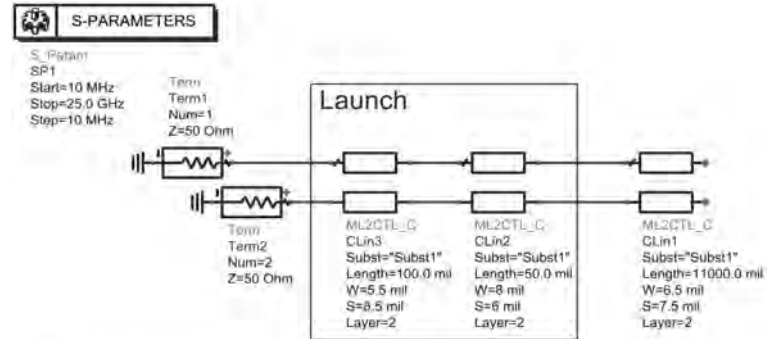 S-PARAMETERS
S_Param
SP1
Start=10 MHz
Stop=25.0 GHz
Step=10 MHz
Term
Term1
Num=1
Z=50 Ohm
Launch
Term
Term2
Num=2
Z=50 Ohm
ML2CTL_C
CLin3
Subst="Subst1"
Length=100.0 mil
W=5.5 mil
S=8.5 mil
Layer=2
ML2CTL_C
CLin2
Subst="Subst1"
Length=50.0 mil
W=8 mil
S=6 mil
Layer=2
ML2CTL_C
CLin1
Subst="Subst1"
Length=11000.0 mil
W=6.5 mil
S=7.5 mil
Layer=2